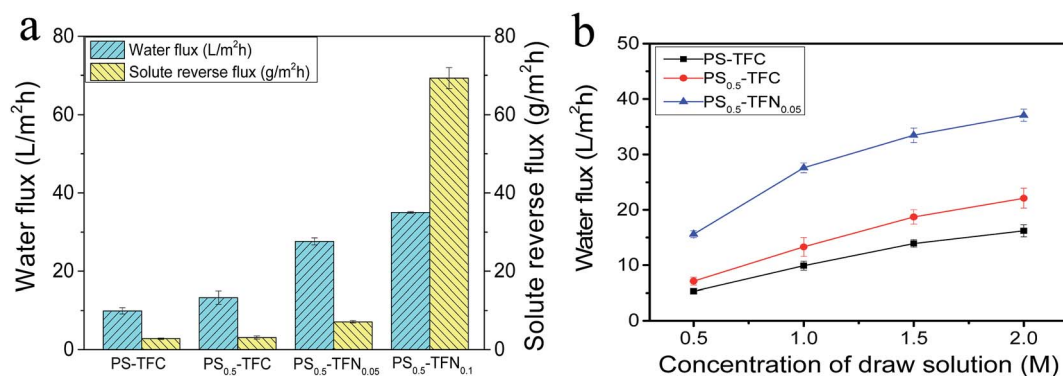 a
Water flux (L/m²h)
Solute reverse flux (g/m²h)
80
60
40
20
0
Water flux (L/m²h)
80
60
40
20
0
Solute reverse flux (g/m²h)
PS-TFC PS₀.₅-TFC PS₀.₅-TFN₀.₀₅ PS₀.₅-TFN₀.₁
b
PS-TFC
PS₀.₅-TFC
PS₀.₅-TFN₀.₀₅
50
40
30
20
10
0
Water flux (L/m²h)
0.5 1.0 1.5 2.0
Concentration of draw solution (M)